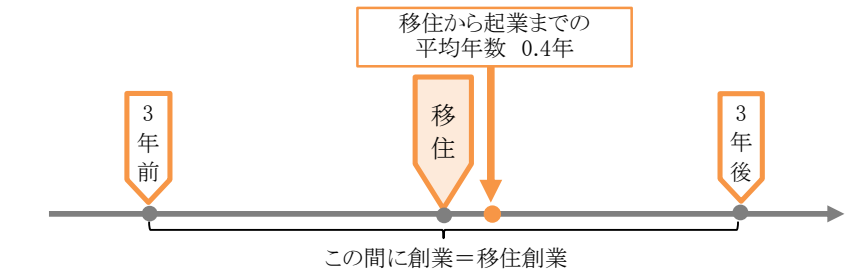 移住から起業までの
平均年数 0.4年
3年前
移住
3年後
この間に創業＝移住創業